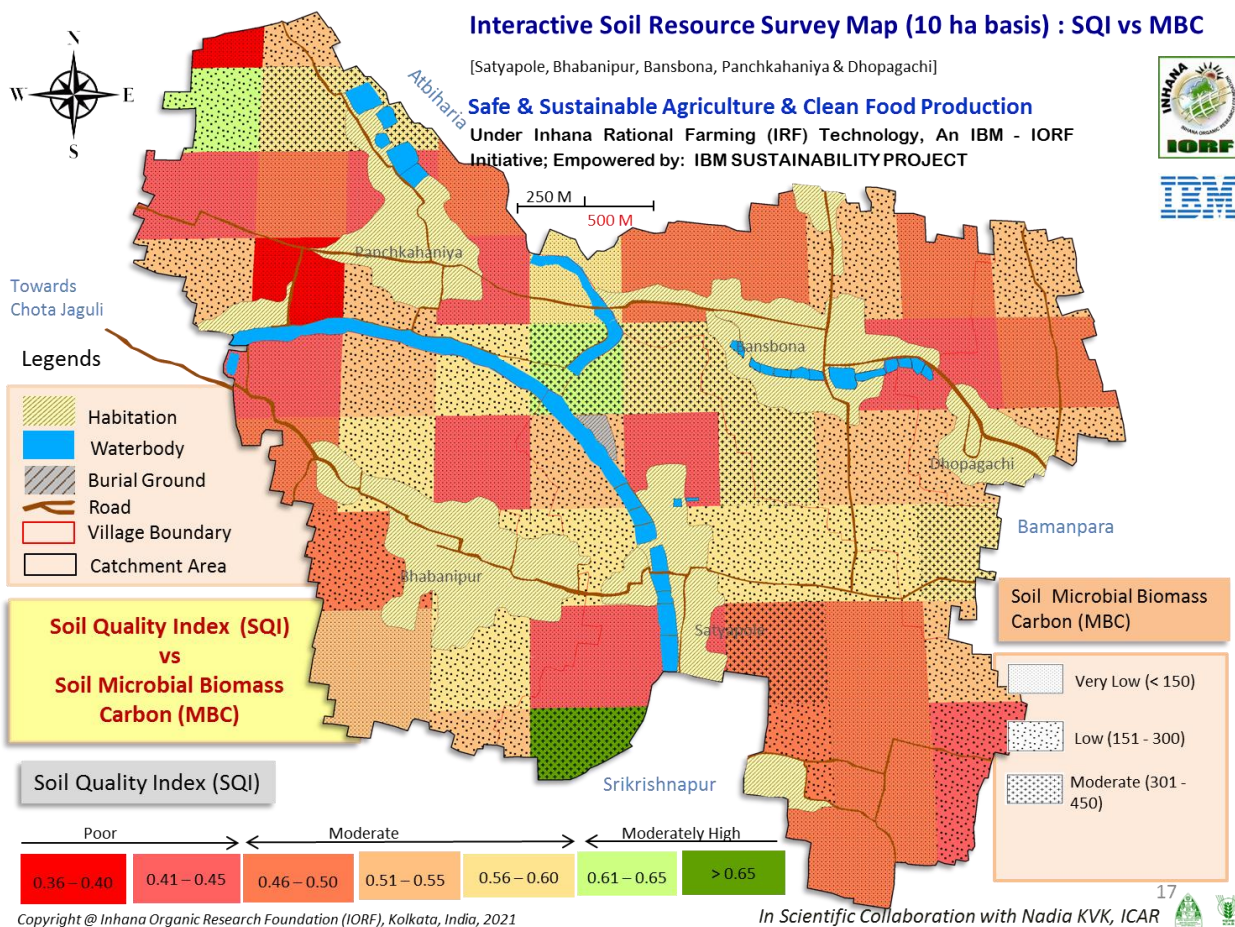 Interactive Soil Resource Survey Map (10 ha basis) : SQI vs MBC
[Satyapole, Bhabanipur, Bansbona, Panchkahaniya & Dhopagachi]
Safe & Sustainable Agriculture & Clean Food Production
Under Inhana Rational Farming (IRF) Technology, An IBM - IORF
Initiative; Empowered by: IBM SUSTAINABILITY PROJECT
INHANA
INHANA ORGANIC RESEARCH FOUNDATION
IORF
IBM
N
W
E
S
Atbiharia
250 M
500 M
Panchkahaniya
Towards
Chota Jaguli
Bansbona
Dhopagachi
Bamanpara
Bhabanipur
Satyapole
Srikrishnapur
Legends
Habitation
Waterbody
Burial Ground
Road
Village Boundary
Catchment Area
Soil Quality Index (SQI)
vs
Soil Microbial Biomass
Carbon (MBC)
Soil Microbial Biomass
Carbon (MBC)
Very Low (< 150)
Low (151 - 300)
Moderate (301 -
450)
Soil Quality Index (SQI)
Poor
Moderate
Moderately High
0.36 – 0.40
0.41 – 0.45
0.46 – 0.50
0.51 – 0.55
0.56 – 0.60
0.61 – 0.65
> 0.65
17
Copyright @ Inhana Organic Research Foundation (IORF), Kolkata, India, 2021
In Scientific Collaboration with Nadia KVK, ICAR